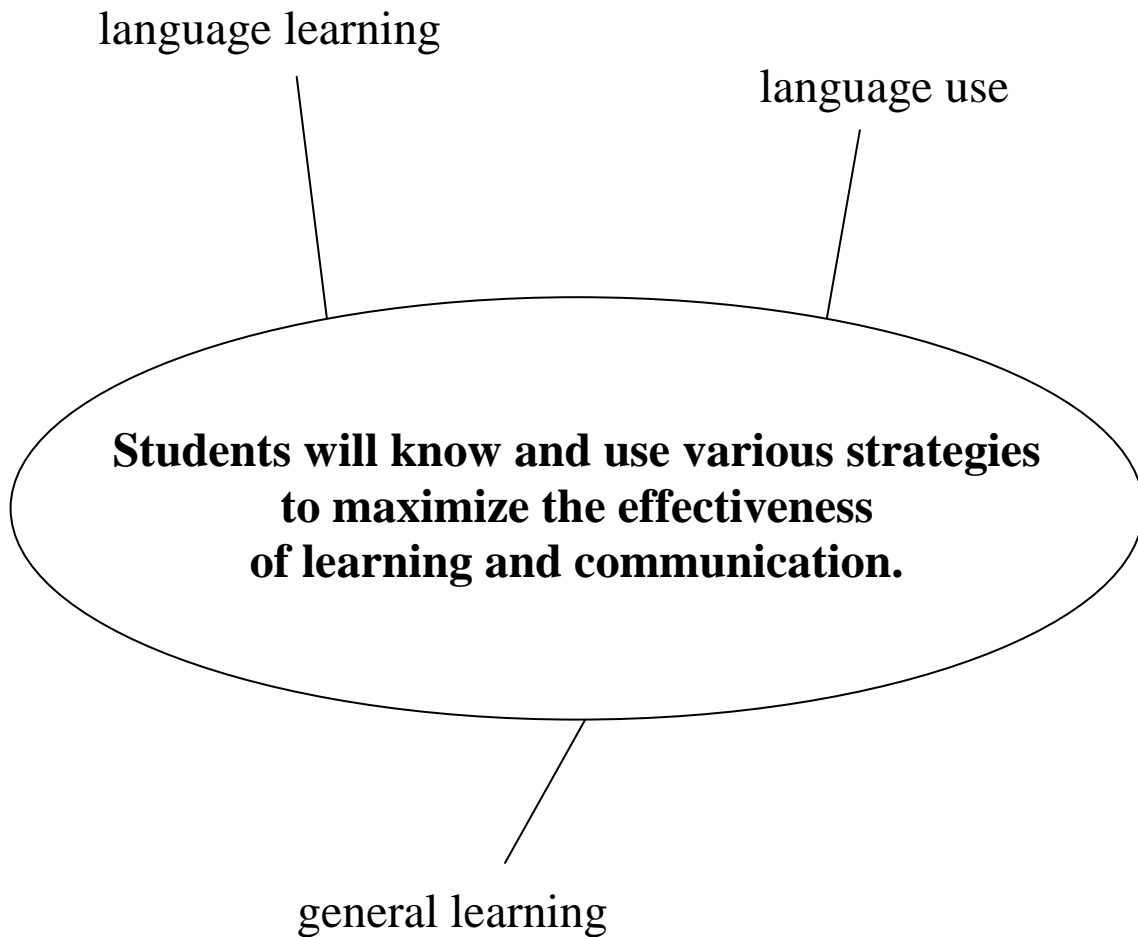 language learning
language use
Students will know and use various strategies
to maximize the effectiveness
of learning and communication.
general learning